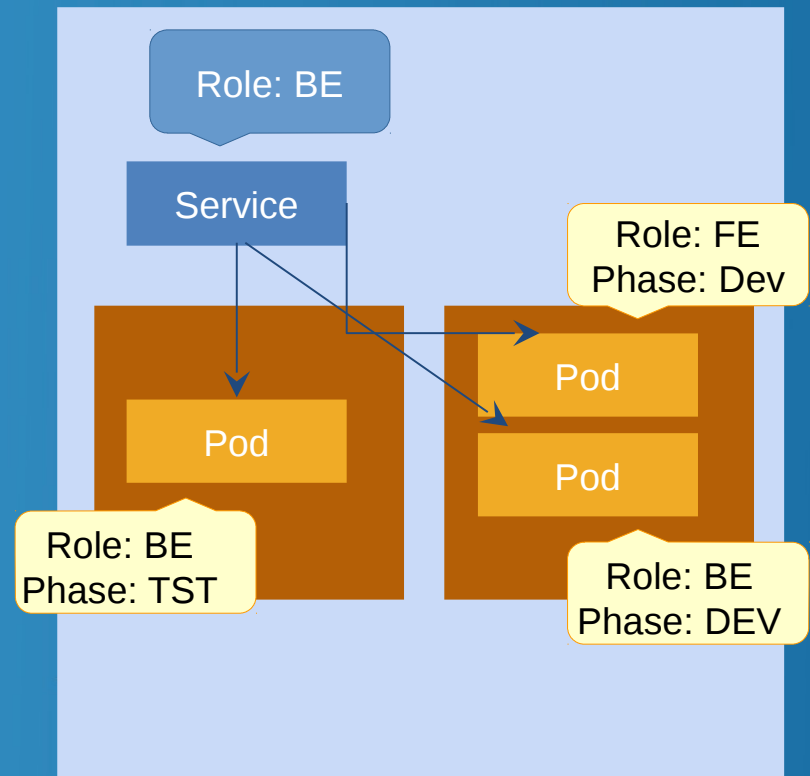 Role: BE
Service
Role: FE
Phase: Dev
Pod
Pod
Pod
Role: BE
Phase: TST
Role: BE
Phase: DEV